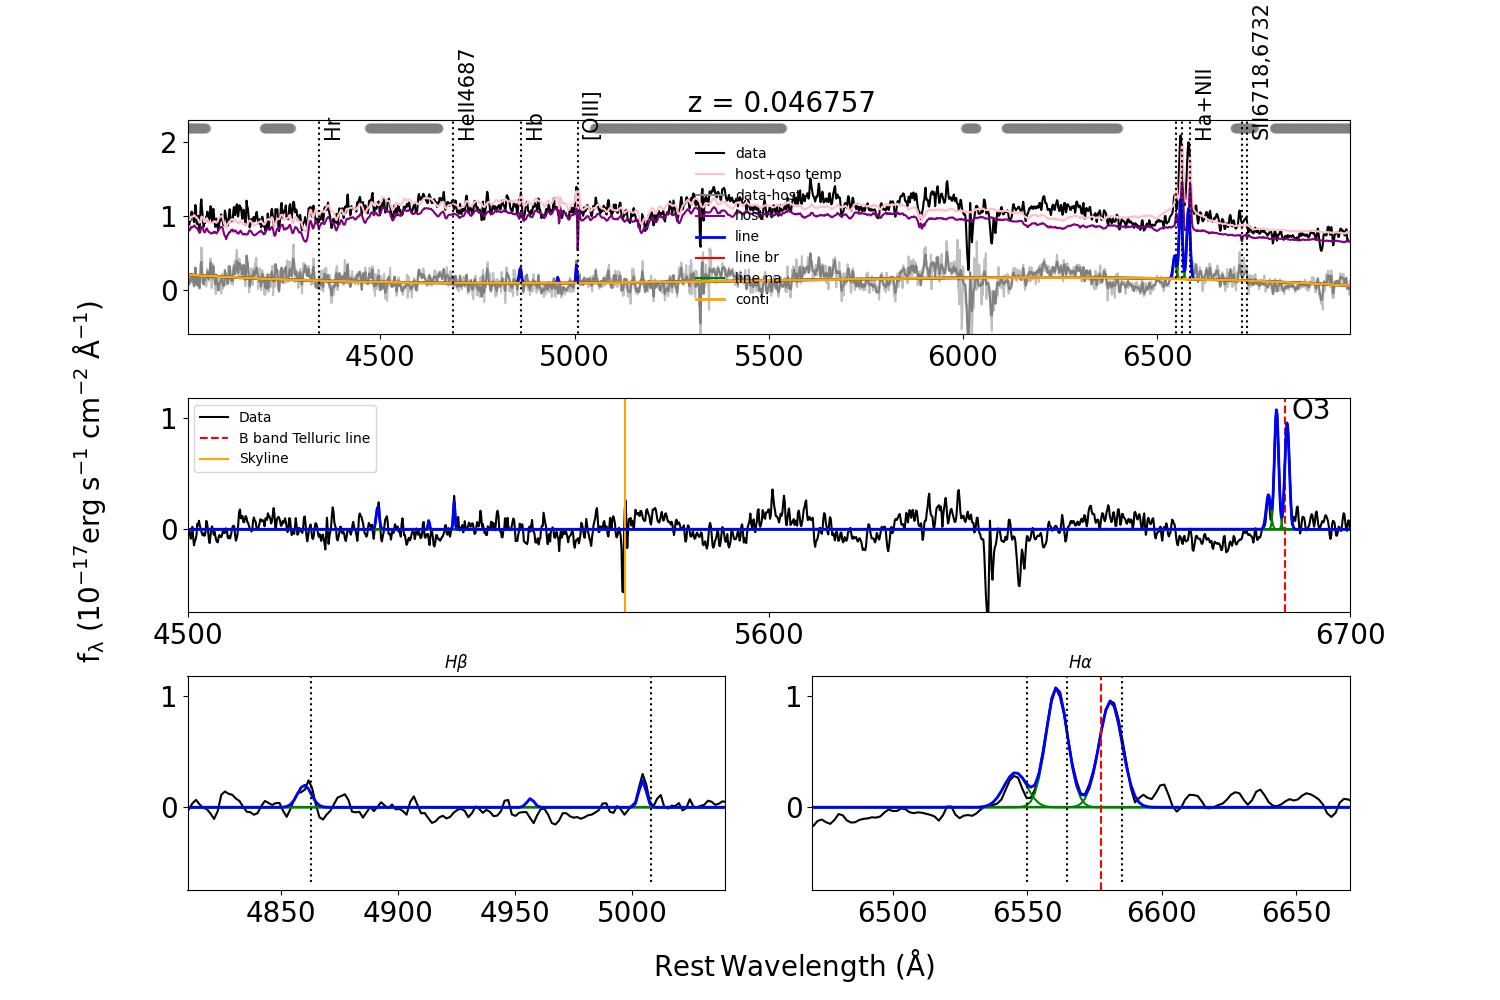 z = 0.046757
Hr
HeII4687
Hb
[OIII]
Ha+NII
SII6718,6732
data
host+qso temp
data-host
host
line
line br
line na
conti
2
1
0
4500 5000 5500 6000 6500
Data
B band Telluric line
Skyline
O3
1
0
4500 5600 6700
fλ (10⁻¹⁷erg s⁻¹ cm⁻² Å⁻¹)
Hβ
1
0
4850 4900 4950 5000
Hα
1
0
6500 6550 6600 6650
Rest Wavelength (Å)